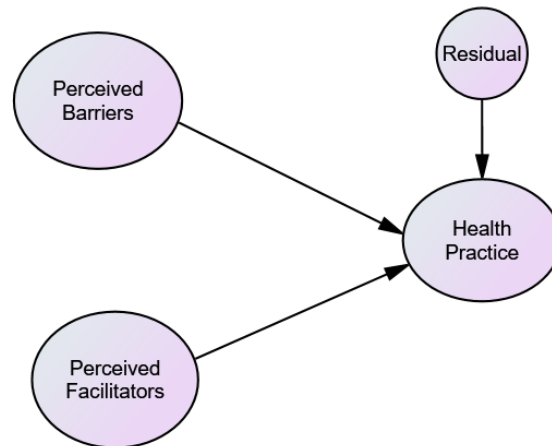 Residual
Perceived
Barriers
Health
Practice
Perceived
Facilitators